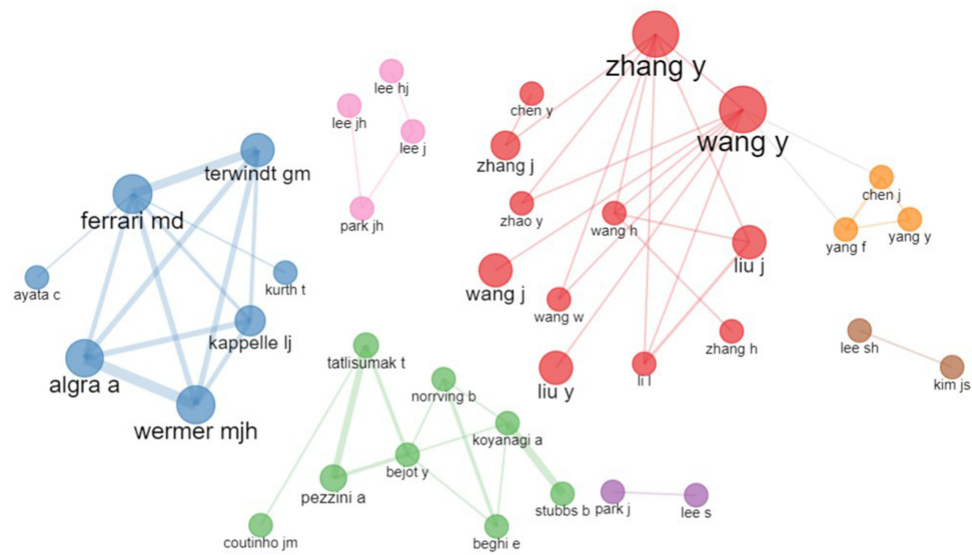 zhang y
lee hj
chen y
lee jh
wang y
lee j
zhang j
terwindt gm
chen j
ferrari md
zhao y
park jh
wang h
yang y
yang f
liu j
ayata c
kurth t
wang j
wang w
kappelle lj
zhang h
lee sh
tatlisumak t
algra a
li l
liu y
kim js
norrving b
wermer mjh
koyanagi a
bejot y
pezzini a
stubbs b
park j
lee s
coutinho jm
beghi e